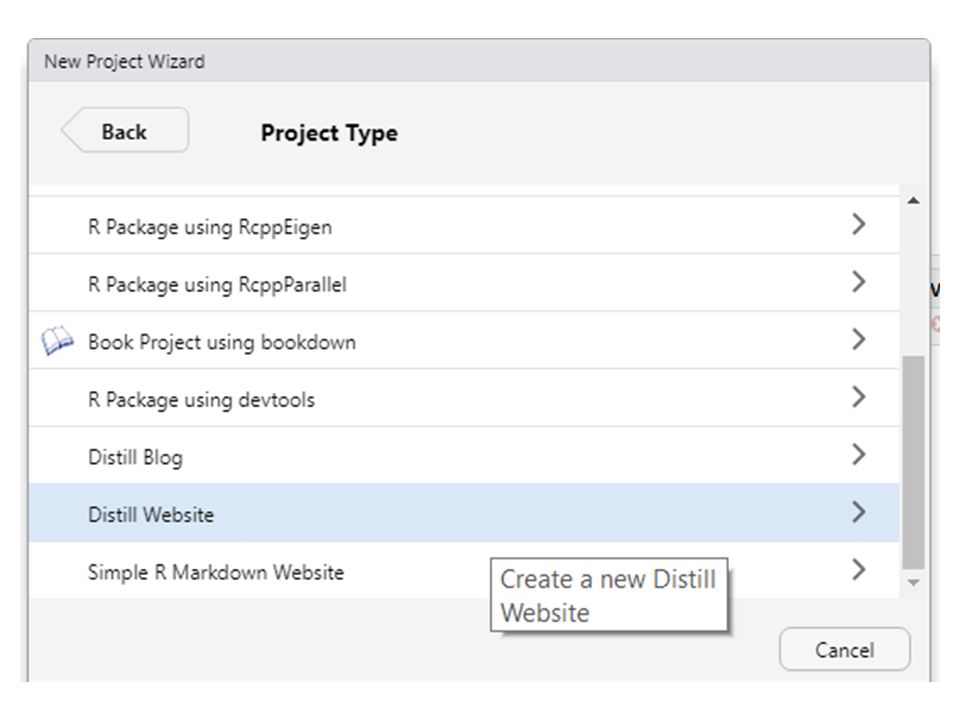 New Project Wizard
Back
Project Type
R Package using RcppEigen
R Package using RcppParallel
Book Project using bookdown
R Package using devtools
Distill Blog
Distill Website
Simple R Markdown Website
Create a new Distill
Website
Cancel